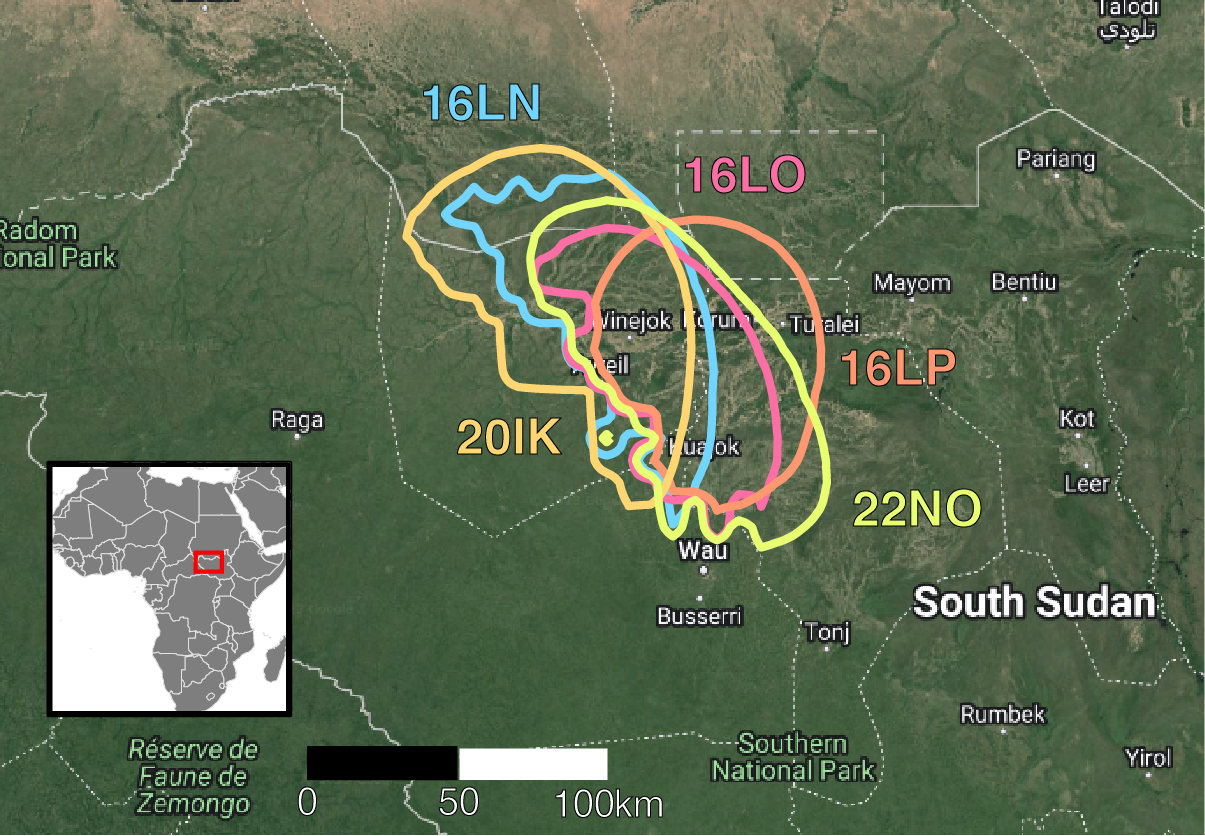 Talodi
تلودي
16LN
Pariang
16LO
Radom
ional Park
Mayom
Bentiu
Winejok
Korum
Turalei
16LP
Raga
Kot
20IK
Kuajok
Leer
22NO
Wau
South Sudan
Busserri
Tonj
Rumbek
Réserve de
Faune de
Zemongo
Southern
National Park
Yirol
0 50 100km